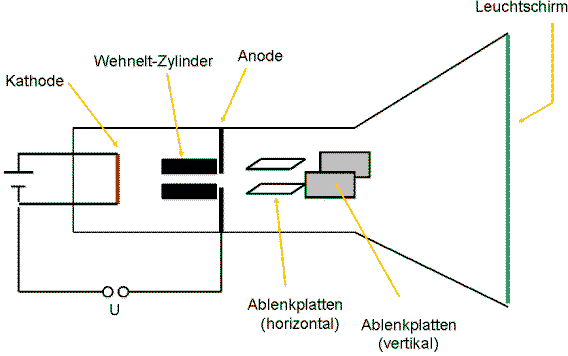 Leuchtschirm
Anode
Wehnelt-Zylinder
Kathode
U
Ablenkplatten
(horizontal)
Ablenkplatten
(vertikal)